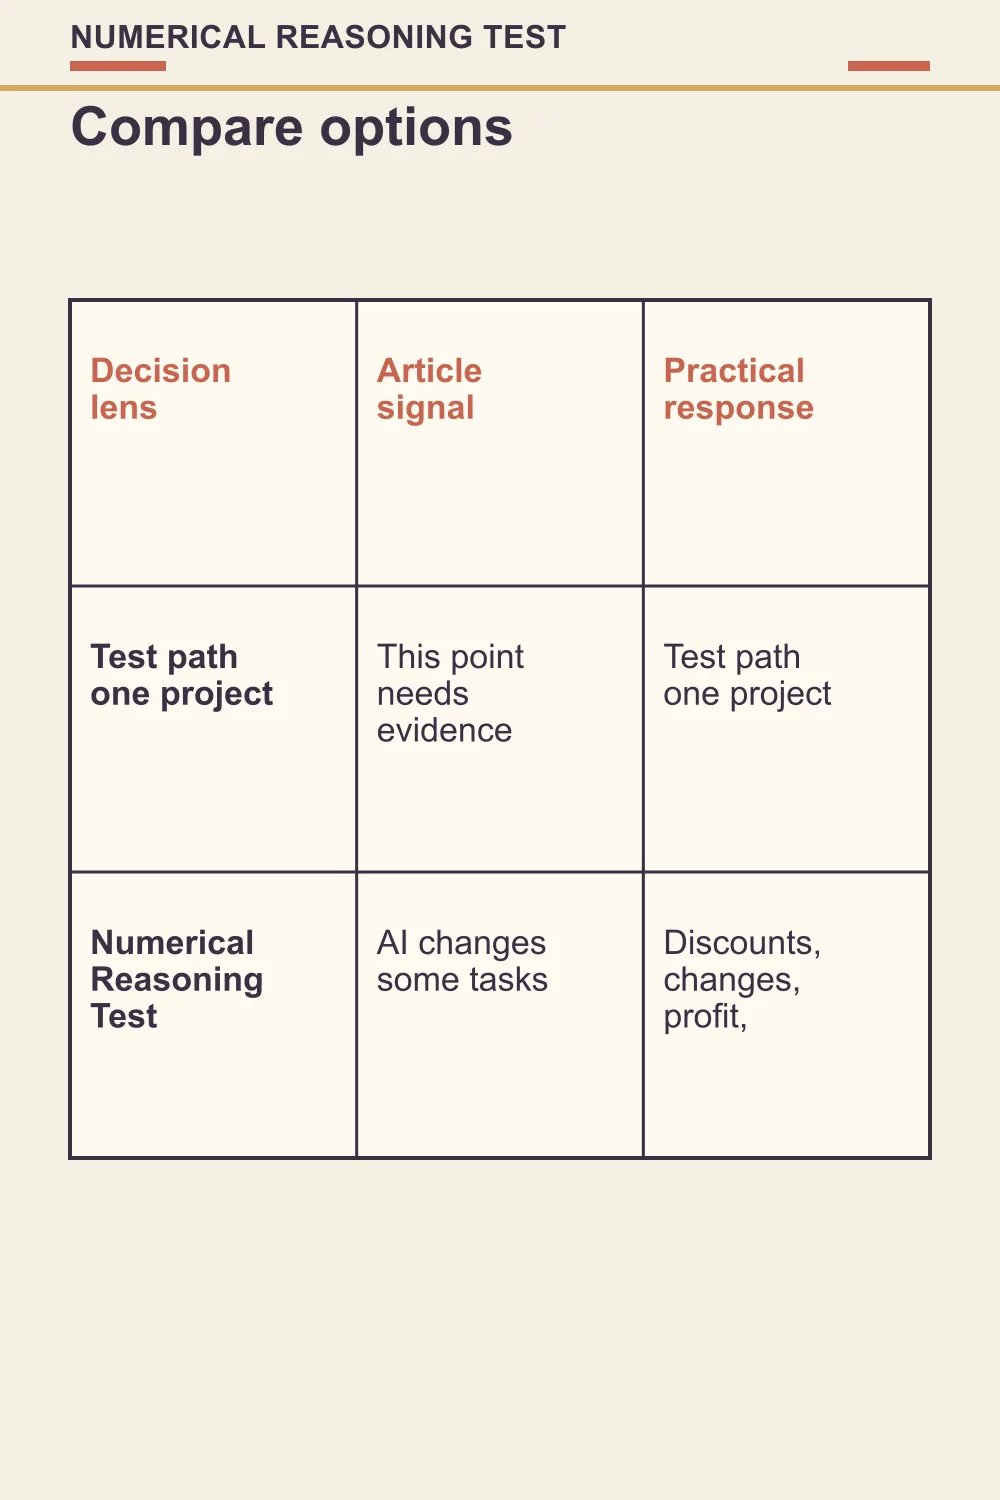 NUMERICAL REASONING TEST
Compare options
Decision
lens
Article
signal
Practical
response
Test path
one project
This point
needs
evidence
Test path
one project
Numerical
Reasoning
Test
AI changes
some tasks
Discounts,
changes,
profit,